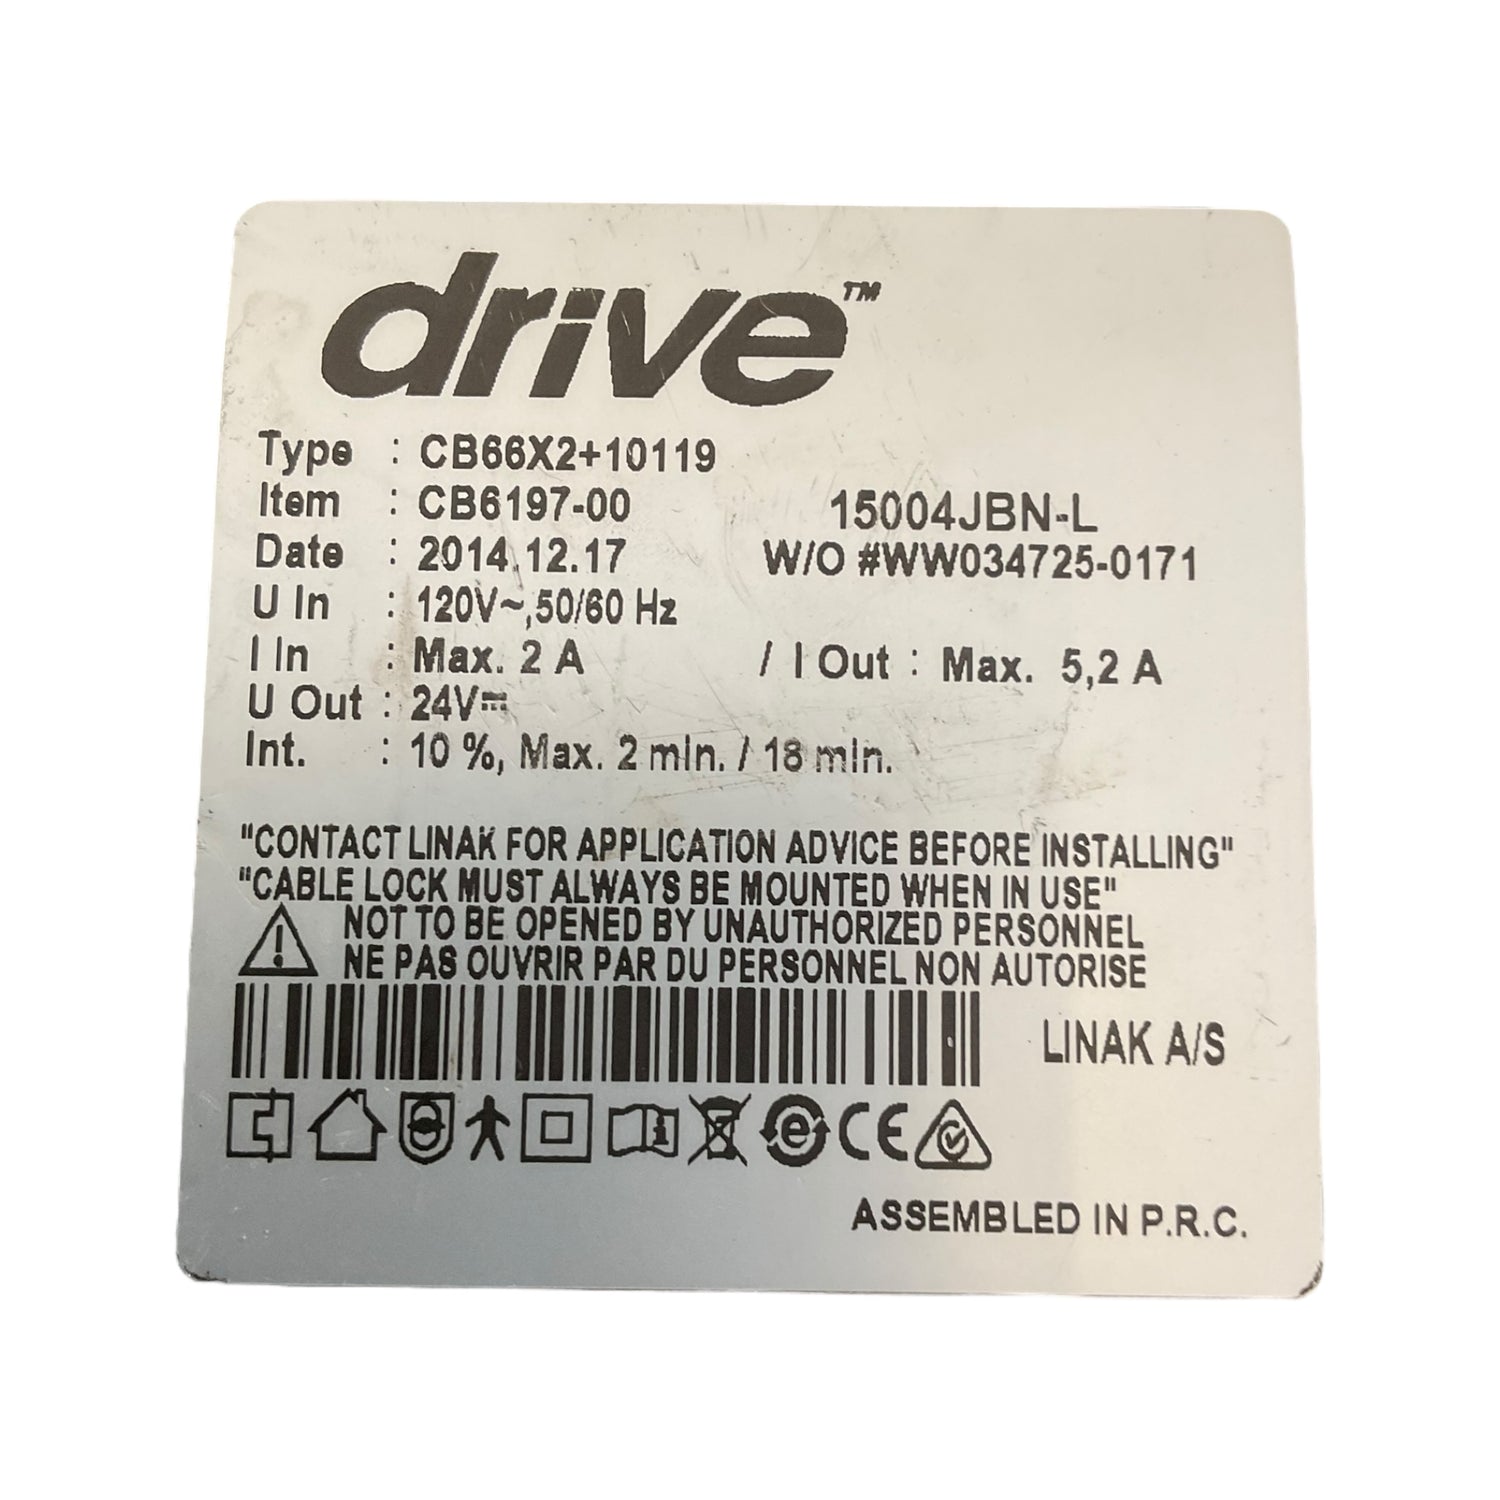 drive™
Type : CB66X2+10119
Item : CB6197-00 15004JBN-L
Date : 2014.12.17 W/O #WW034725-0171
U In : 120V~,50/60 Hz
I In : Max. 2 A / I Out : Max. 5,2 A
U Out : 24V⎓
Int. : 10 %, Max. 2 min. / 18 min.
"CONTACT LINAK FOR APPLICATION ADVICE BEFORE INSTALLING"
"CABLE LOCK MUST ALWAYS BE MOUNTED WHEN IN USE"
NOT TO BE OPENED BY UNAUTHORIZED PERSONNEL
NE PAS OUVRIR PAR DU PERSONNEL NON AUTORISE
LINAK A/S
i e CE
ASSEMBLED IN P.R.C.